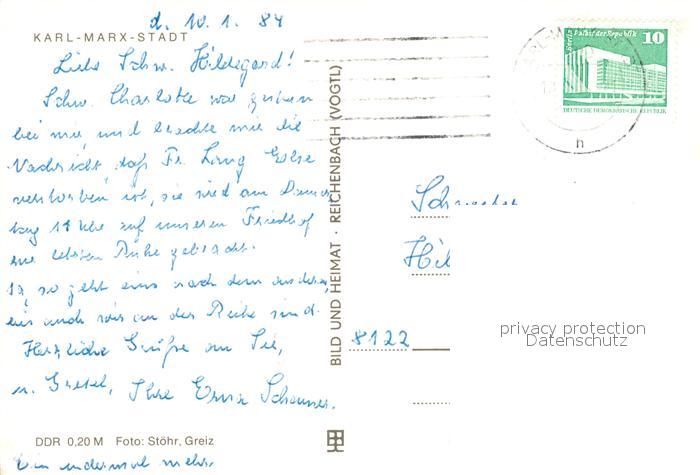 d. 10.1.84
KARL-MARX-STADT
Liebe Schw. Hildegard!
Schw. Charlotte war gestern
bei mir und brachte mir die
Nachricht, daß Fr. Lang Else
verstorben ist, sie wird am Donners
tag 11 Uhr auf unseren Friedhof
zur letzten Ruhe gebracht.
Ja, so geht eins nach dem anderen,
bis auch wir an der Reihe sind.
Herzliche Grüße an Sie,
u. Gretel, Ihre Erna
DDR 0,20 M Foto: Stöhr, Greiz
Ein andermal mehr.
BILD UND HEIMAT · REICHENBACH (VOGTL)
Berlin Palast der Republik 10
DEUTSCHE DEMOKRATISCHE REPUBLIK
h
Schwester
Hil
8122
privacy protection
Datenschutz